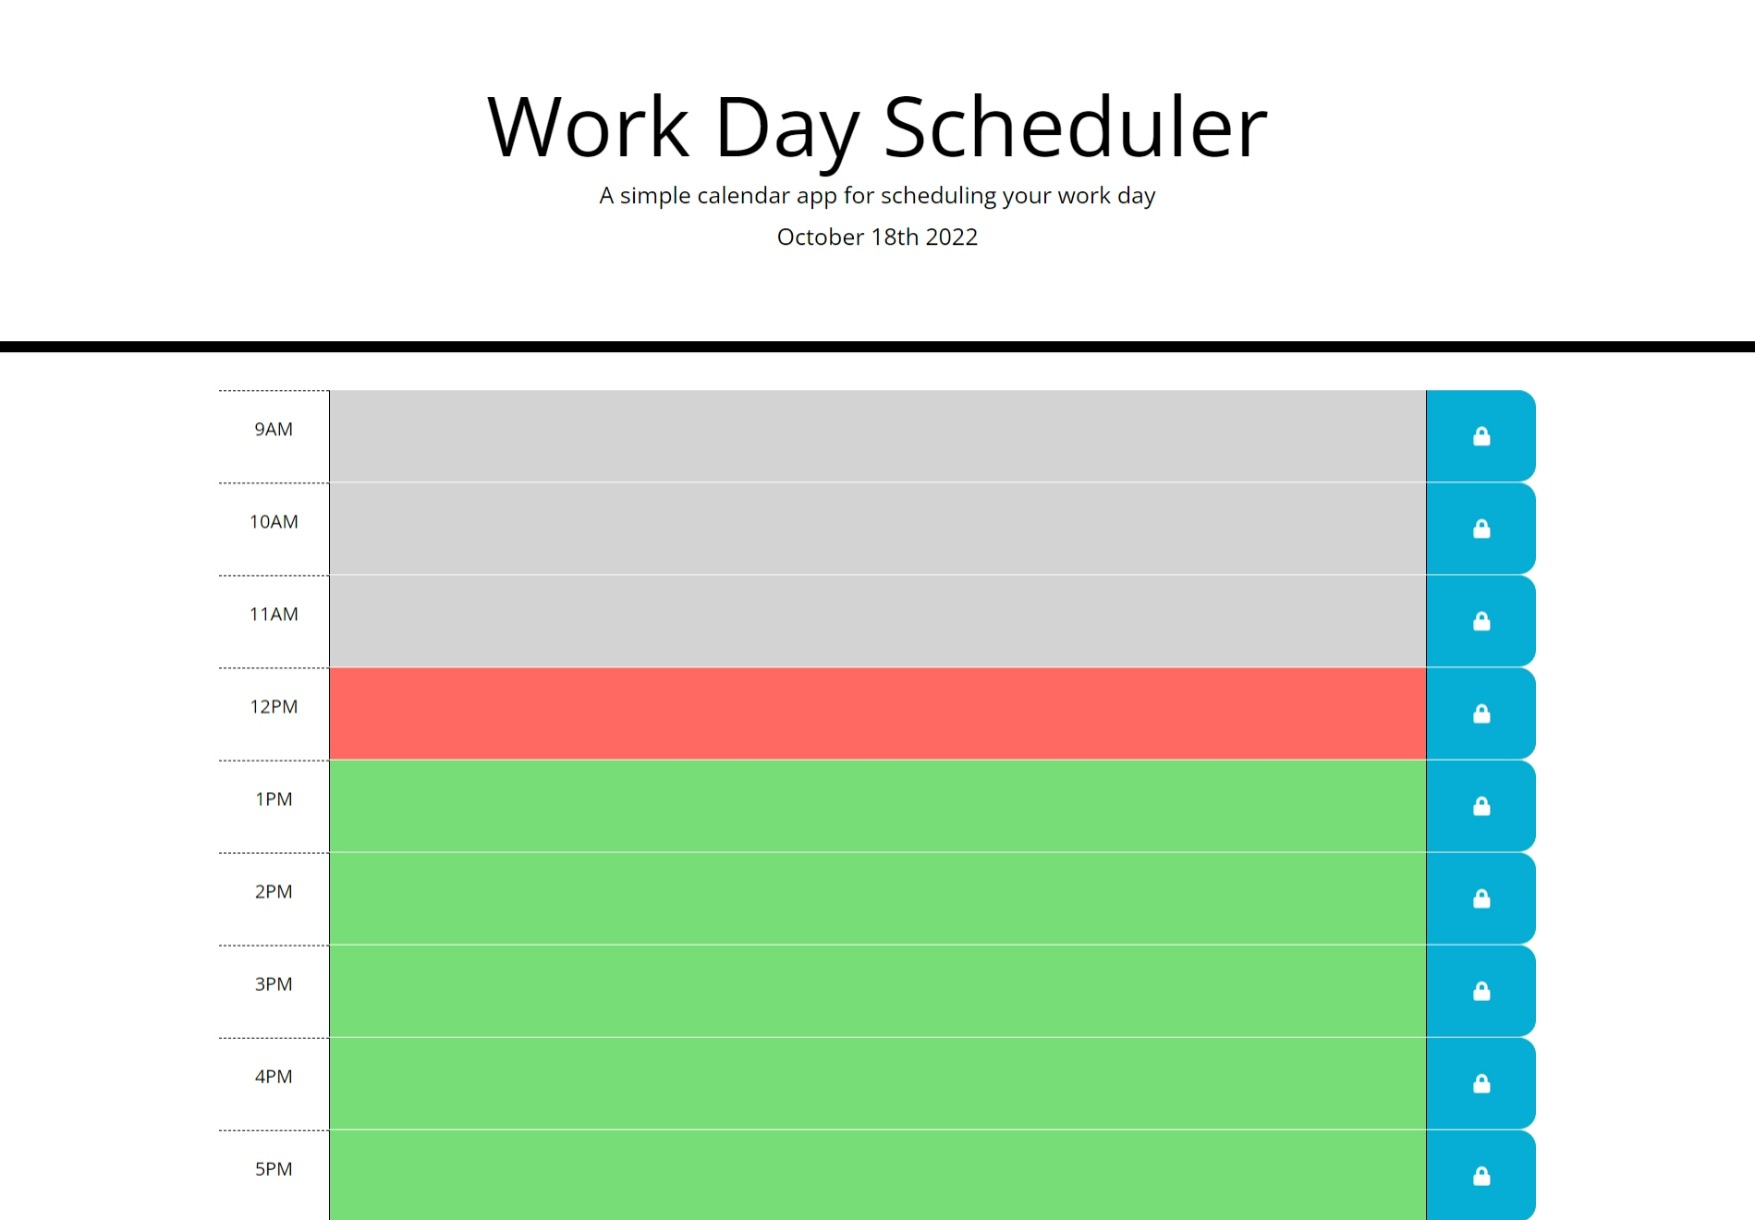 Work Day Scheduler
A simple calendar app for scheduling your work day
October 18th 2022
9AM
10AM
11AM
12PM
1PM
2PM
3PM
4PM
5PM